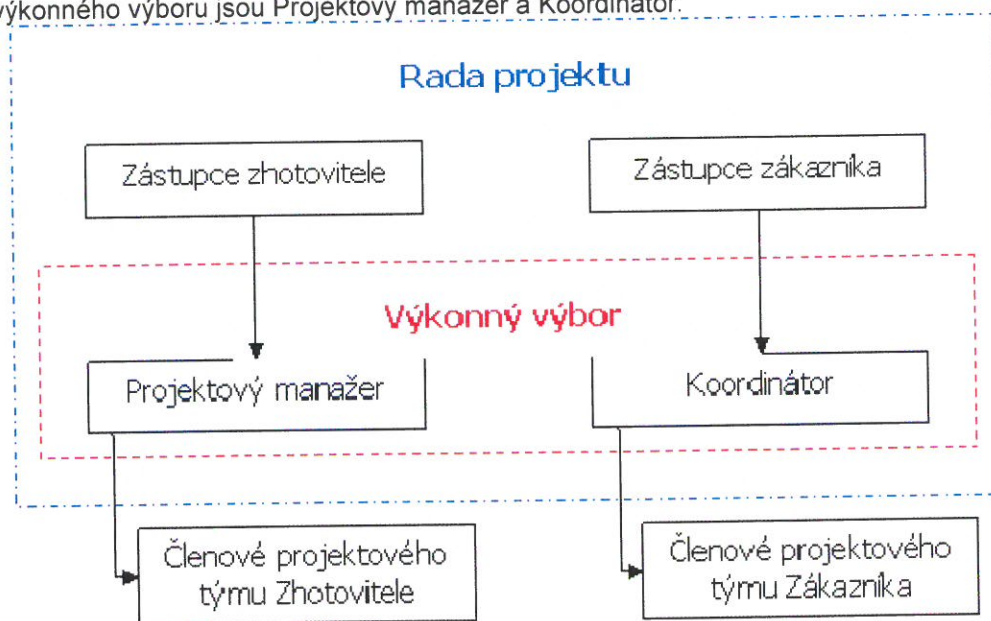 výkonného výboru jsou Projektový manažer a Koordinátor.
Rada projektu
Zástupce zhotovitele
Zástupce zákazníka
Výkonný výbor
Projektový manažer
Koordinátor
Členové projektového
týmu Zhotovitele
Členové projektového
týmu Zákazníka